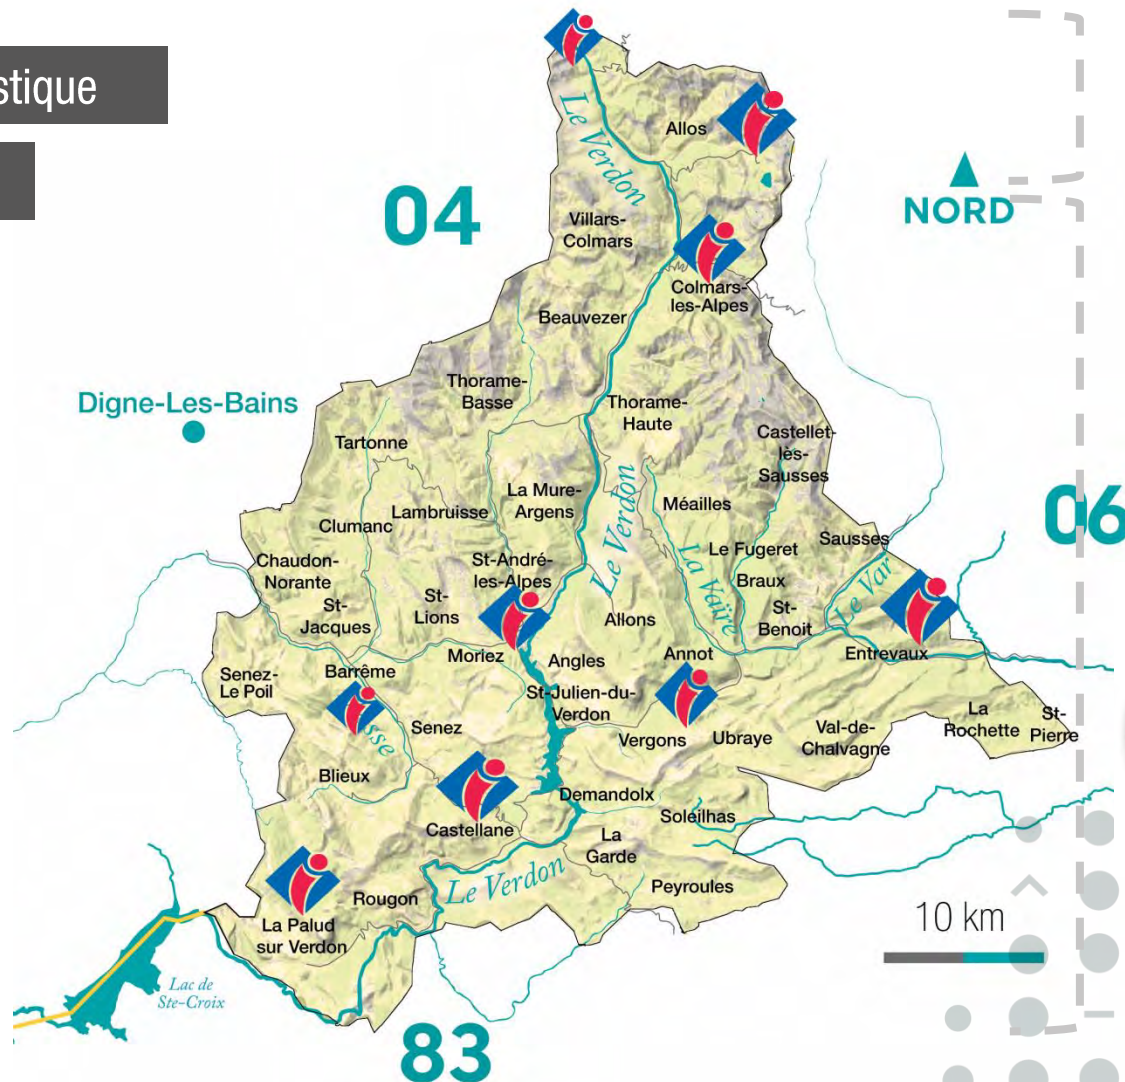 stique
04
Le Verdon
Allos
NORD
Villars-
Colmars
Colmars-
les-Alpes
Beauvezer
Thorame-
Basse
Thorame-
Haute
Digne-Les-Bains
Tartonne
Castellet-
lès-
Sausses
La Mure-
Argens
Le Verdon
Méailles
06
Lambruisse
Clumanc
Sausses
Le Fugeret
Chaudon-
Norante
St-André-
les-Alpes
La Vaïre
Braux
Le Var
St-
Jacques
St-
Lions
Allons
St-
Benoit
Moriez
Angles
Annot
Entrevaux
Senez-
Le Poil
Barrême
St-Julien-du-
Verdon
sse
Senez
Vergons
Ubraye
Val-de-
Chalvagne
La
Rochette
St-
Pierre
Blieux
Demandolx
Castellane
Soleilhas
La
Garde
Le Verdon
Peyroules
Rougon
La Palud
sur Verdon
10 km
Lac de
Ste-Croix
83